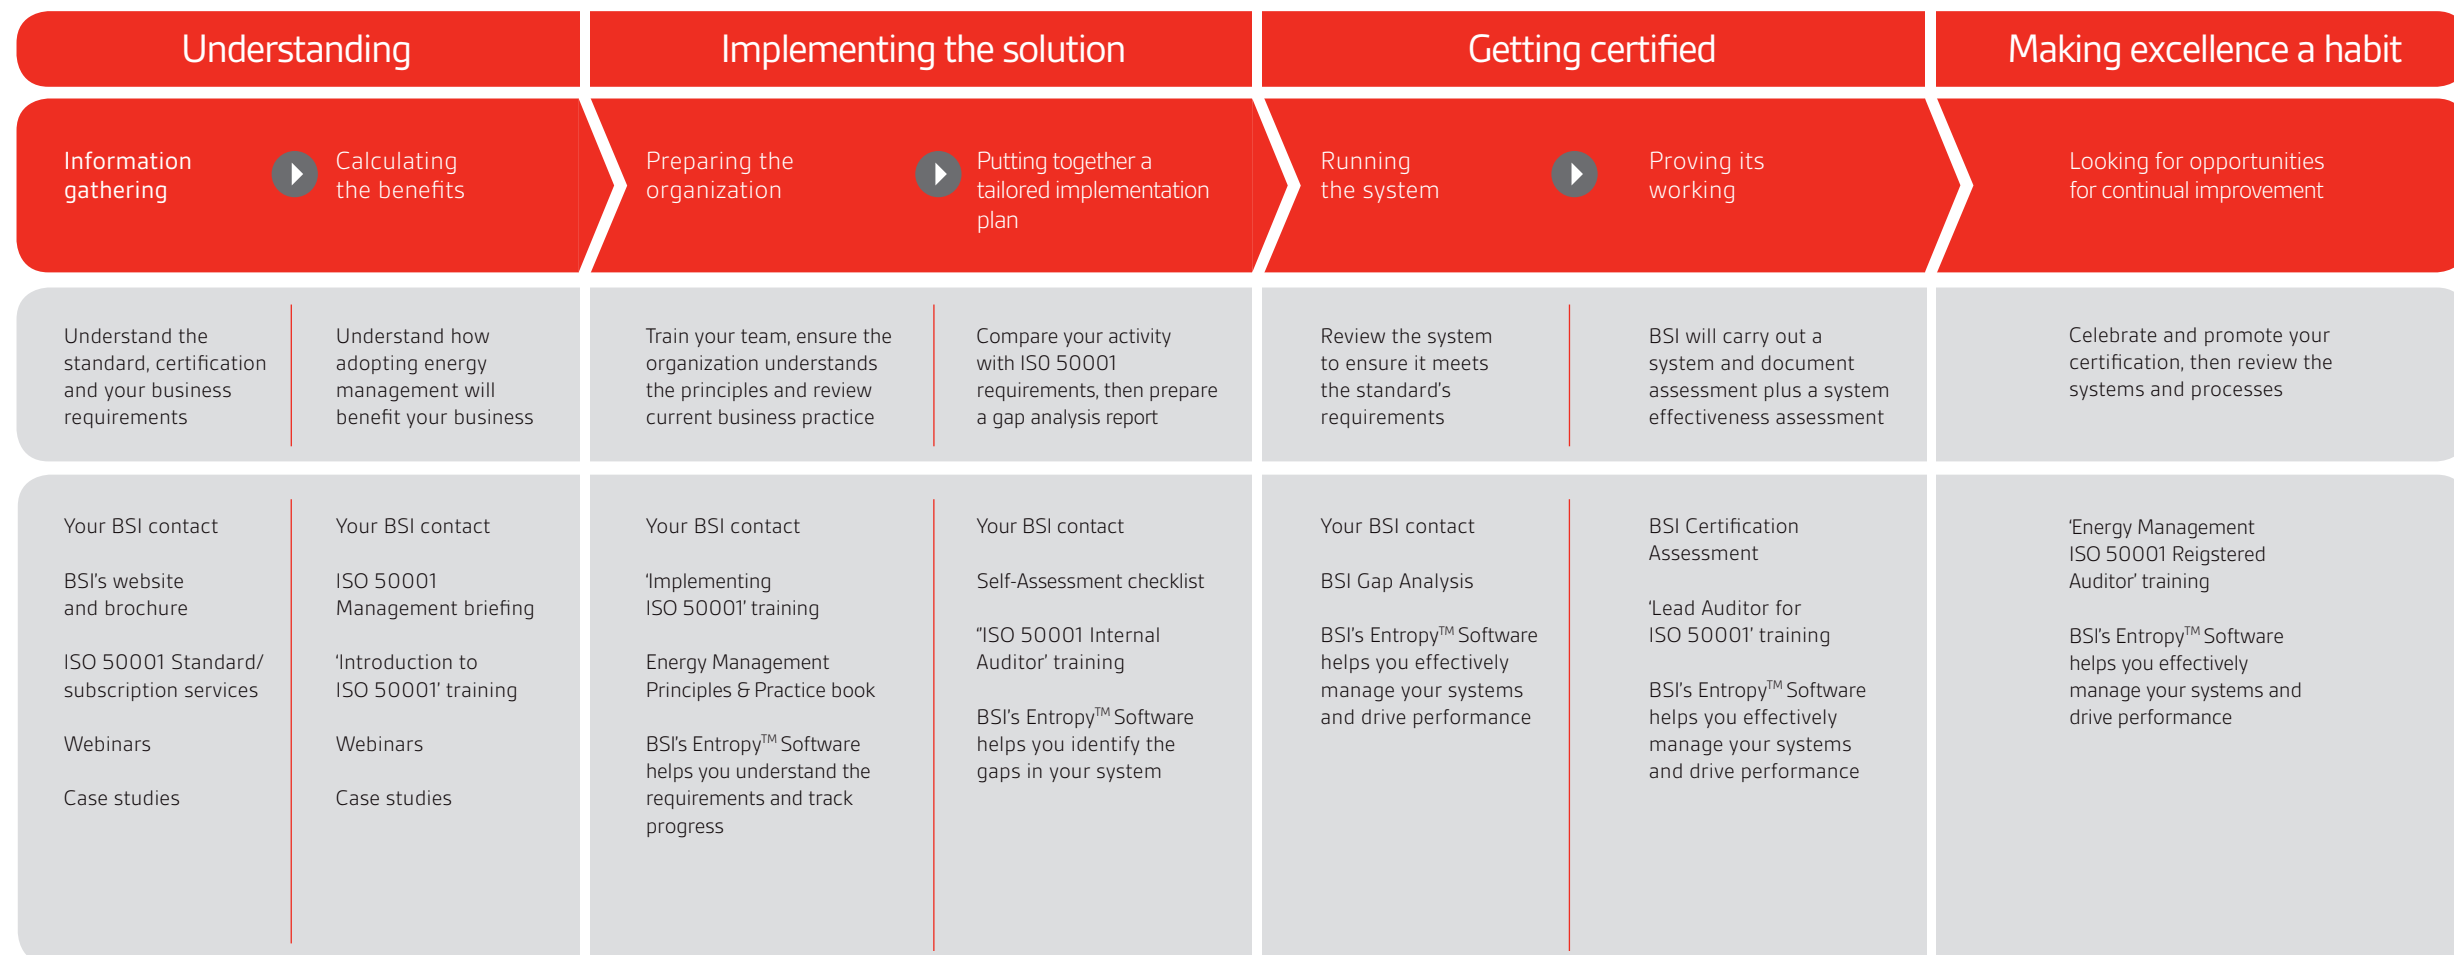 Understanding
Implementing the solution
Getting certified
Making excellence a habit
Information
gathering
Calculating
the benefits
Preparing the
organization
Putting together a
tailored implementation
plan
Running
the system
Proving its
working
Looking for opportunities
for continual improvement
Understand the
standard, certification
and your business
requirements
Understand how
adopting energy
management will
benefit your business
Train your team, ensure the
organization understands
the principles and review
current business practice
Compare your activity
with ISO 50001
requirements, then prepare
a gap analysis report
Review the system
to ensure it meets
the standard's
requirements
BSI will carry out a
system and document
assessment plus a system
effectiveness assessment
Celebrate and promote your
certification, then review the
systems and processes
Your BSI contact
BSI's website
and brochure
ISO 50001 Standard/
subscription services
Webinars
Case studies
Your BSI contact
ISO 50001
Management briefing
'Introduction to
ISO 50001' training
Webinars
Case studies
Your BSI contact
'Implementing
ISO 50001' training
Energy Management
Principles & Practice book
BSI's Entropy™ Software
helps you understand the
requirements and track
progress
Your BSI contact
Self-Assessment checklist
"ISO 50001 Internal
Auditor' training
BSI's Entropy™ Software
helps you identify the
gaps in your system
Your BSI contact
BSI Gap Analysis
BSI's Entropy™ Software
helps you effectively
manage your systems
and drive performance
BSI Certification
Assessment
'Lead Auditor for
ISO 50001' training
BSI's Entropy™ Software
helps you effectively
manage your systems
and drive performance
'Energy Management
ISO 50001 Reigstered
Auditor' training
BSI's Entropy™ Software
helps you effectively
manage your systems and
drive performance